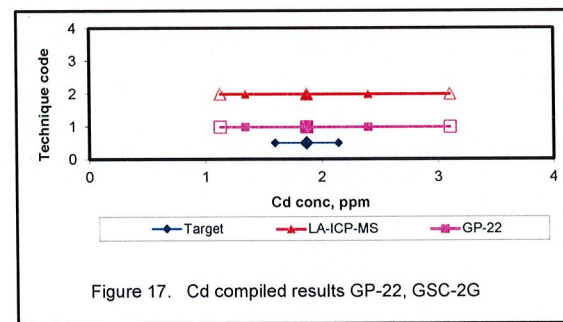 4
3
2
1
0
Technique code
0 1 2 3 4
Cd conc, ppm
Target LA-ICP-MS GP-22
Figure 17. Cd compiled results GP-22, GSC-2G